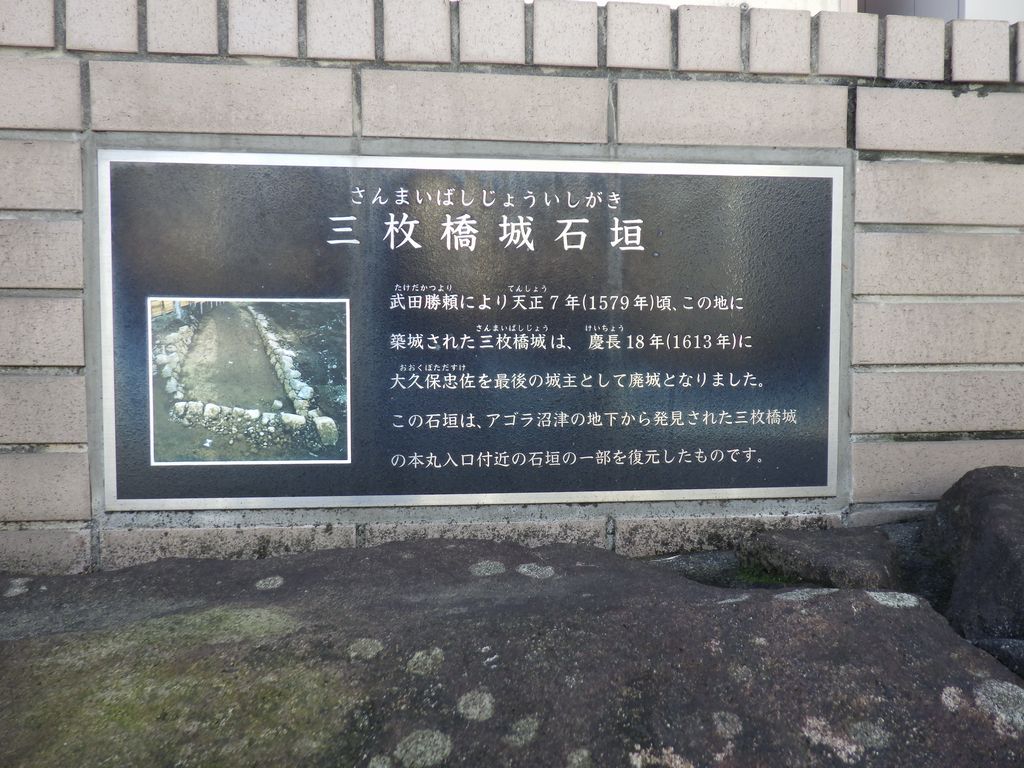 さんまいばしじょういしがき
三枚橋城石垣
たけだかつより てんしょう
武田勝頼により天正7年(1579年)頃、この地に
さんまいばしじょう けいちょう
築城された三枚橋城は、慶長18年(1613年)に
おおくぼただすけ
大久保忠佐を最後の城主として廃城となりました。
この石垣は、アゴラ沼津の地下から発見された三枚橋城
の本丸入口付近の石垣の一部を復元したものです。